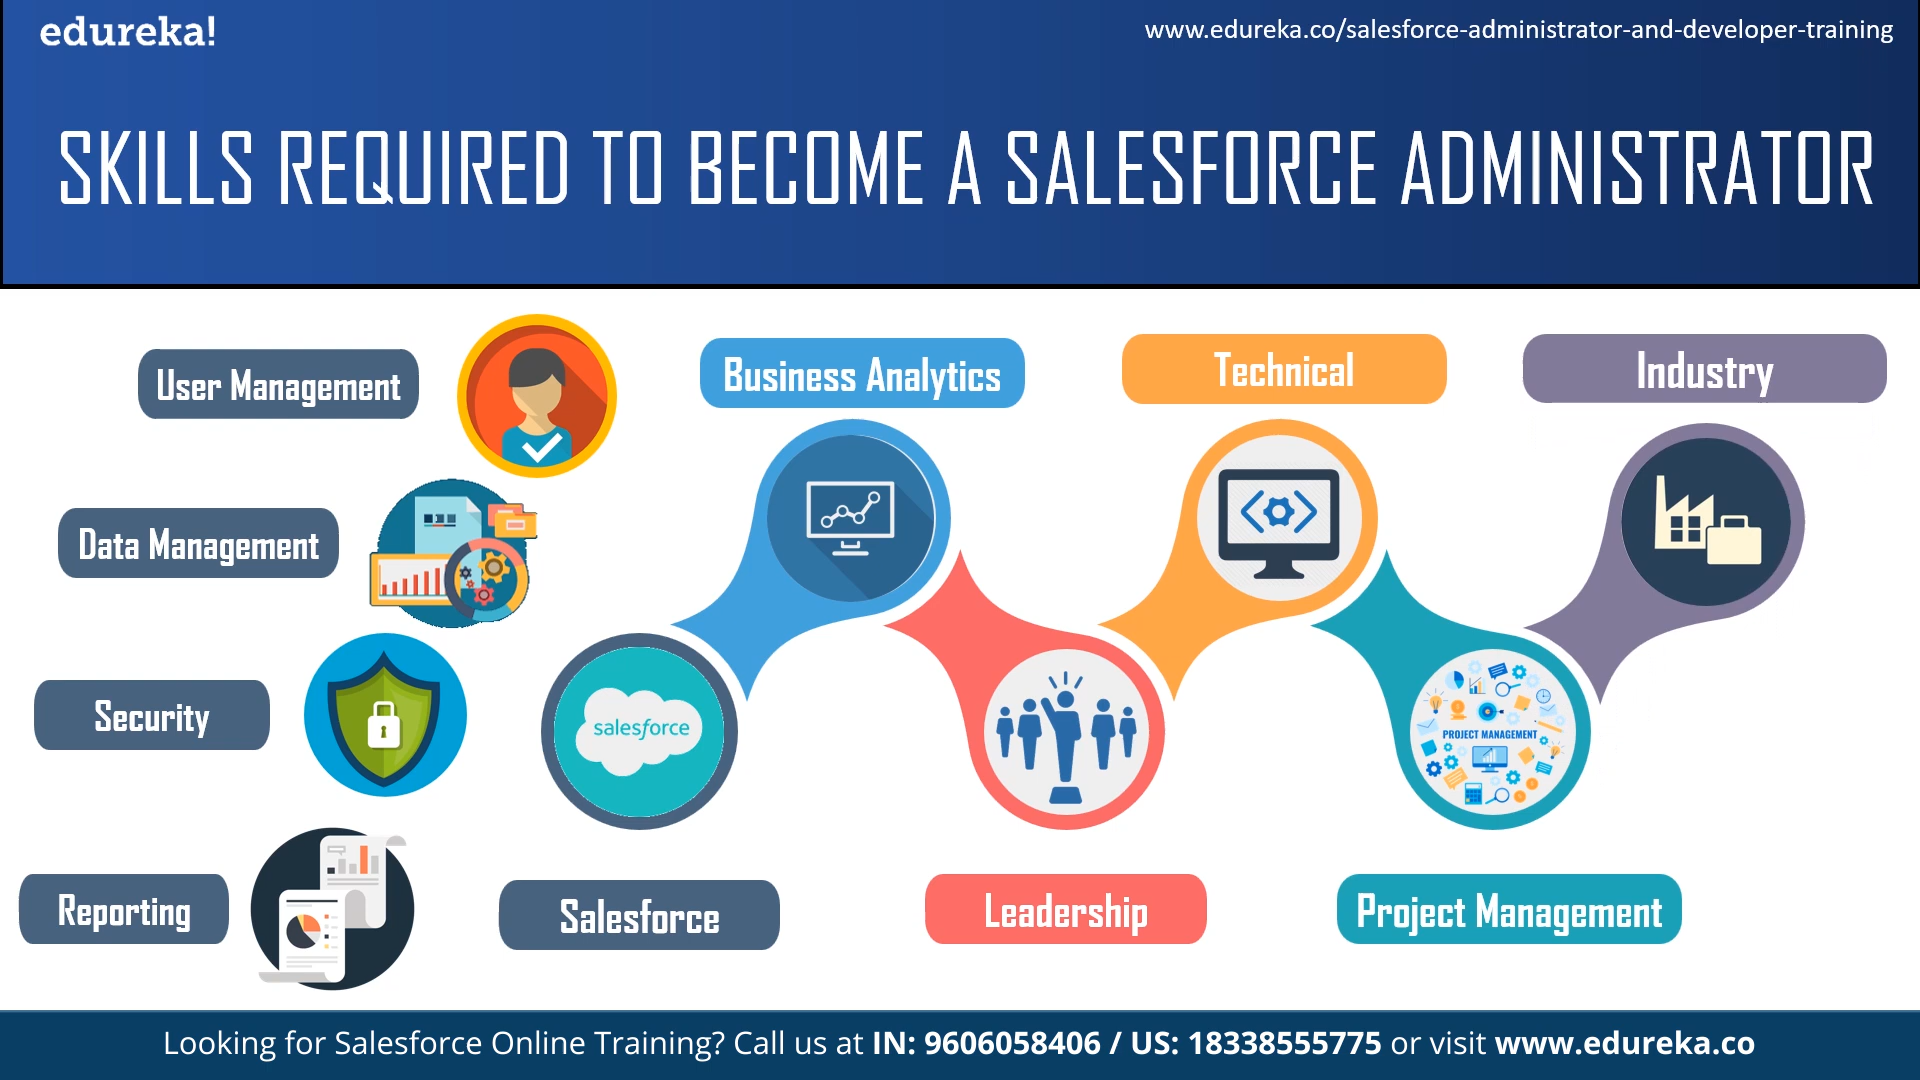 edureka!
www.edureka.co/salesforce-administrator-and-developer-training
SKILLS REQUIRED TO BECOME A SALESFORCE ADMINISTRATOR
User Management
Business Analytics
Technical
Industry
Data Management
Security
salesforce
PROJECT MANAGEMENT
Reporting
Salesforce
Leadership
Project Management
Looking for Salesforce Online Training? Call us at IN: 9606058406 / US: 18338555775 or visit www.edureka.co